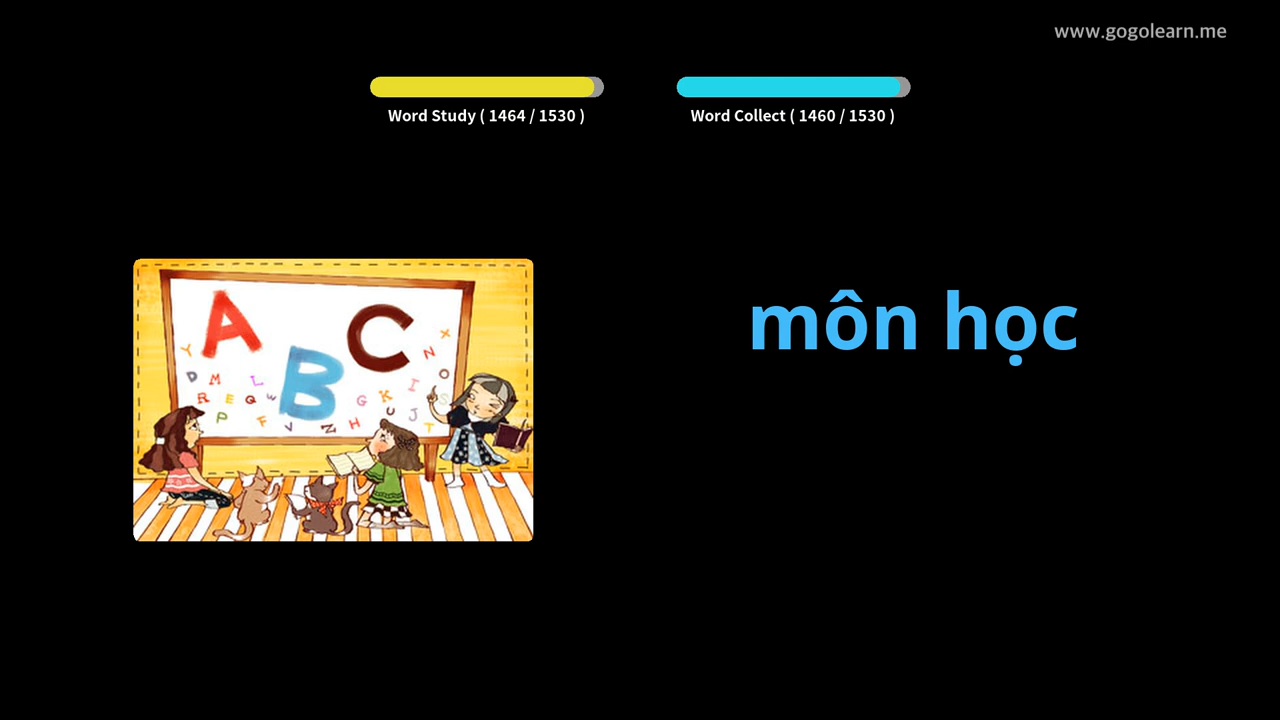 www.gogolearn.me
Word Study ( 1464 / 1530 )
Word Collect ( 1460 / 1530 )
môn học
A
B
C
Y
X
D
M
L
N
O
R
E
Q
W
G
K
I
S
P
F
V
Z
H
U
J
T